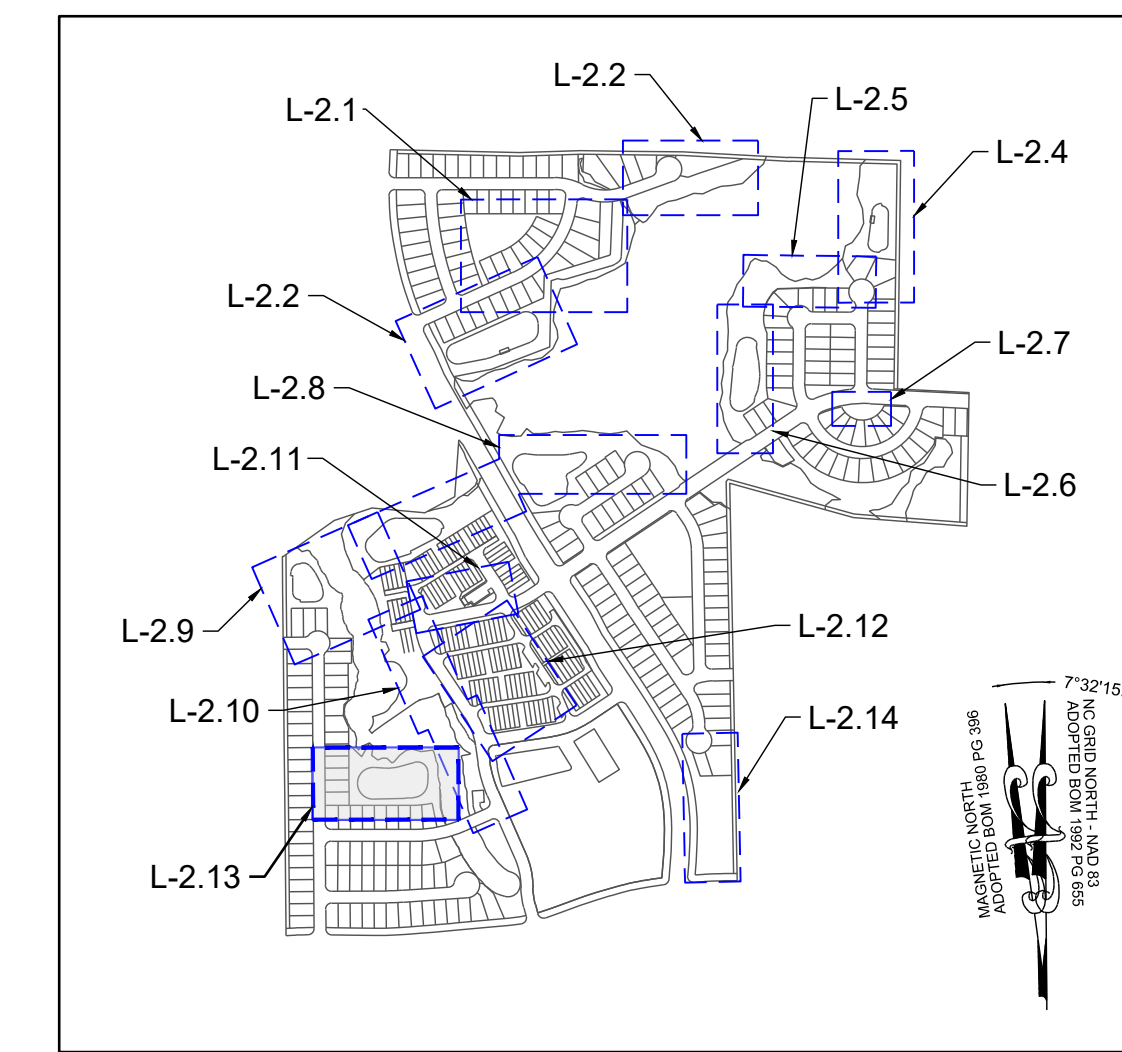 L-2.2
L-2.5
L-2.1
L-2.4
L-2.2
L-2.7
L-2.8
L-2.11
L-2.6
L-2.9
L-2.12
L-2.10
L-2.14
L-2.13
7°32'15
MAGNETIC NORTH
ADOPTED BOM 1980 PG 396
NC GRID NORTH - NAD 83
ADOPTED BOM 1992 PG 655